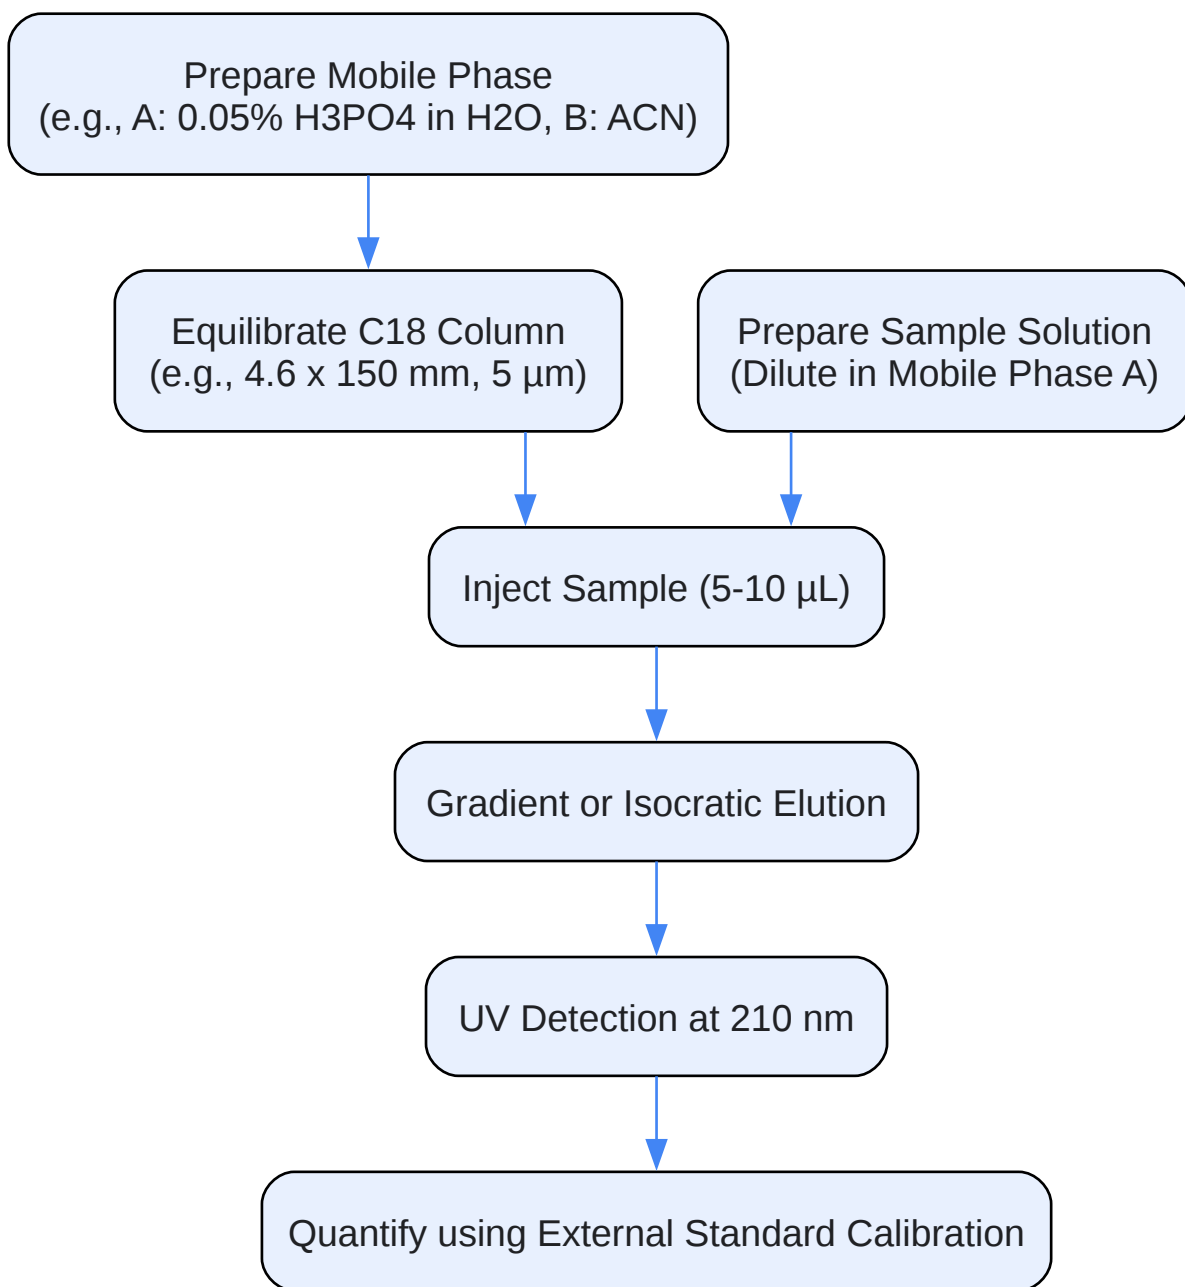 Prepare Mobile Phase
(e.g., A: 0.05% H3PO4 in H2O, B: ACN)
Equilibrate C18 Column
(e.g., 4.6 x 150 mm, 5 µm)
Prepare Sample Solution
(Dilute in Mobile Phase A)
Inject Sample (5-10 µL)
Gradient or Isocratic Elution
UV Detection at 210 nm
Quantify using External Standard Calibration